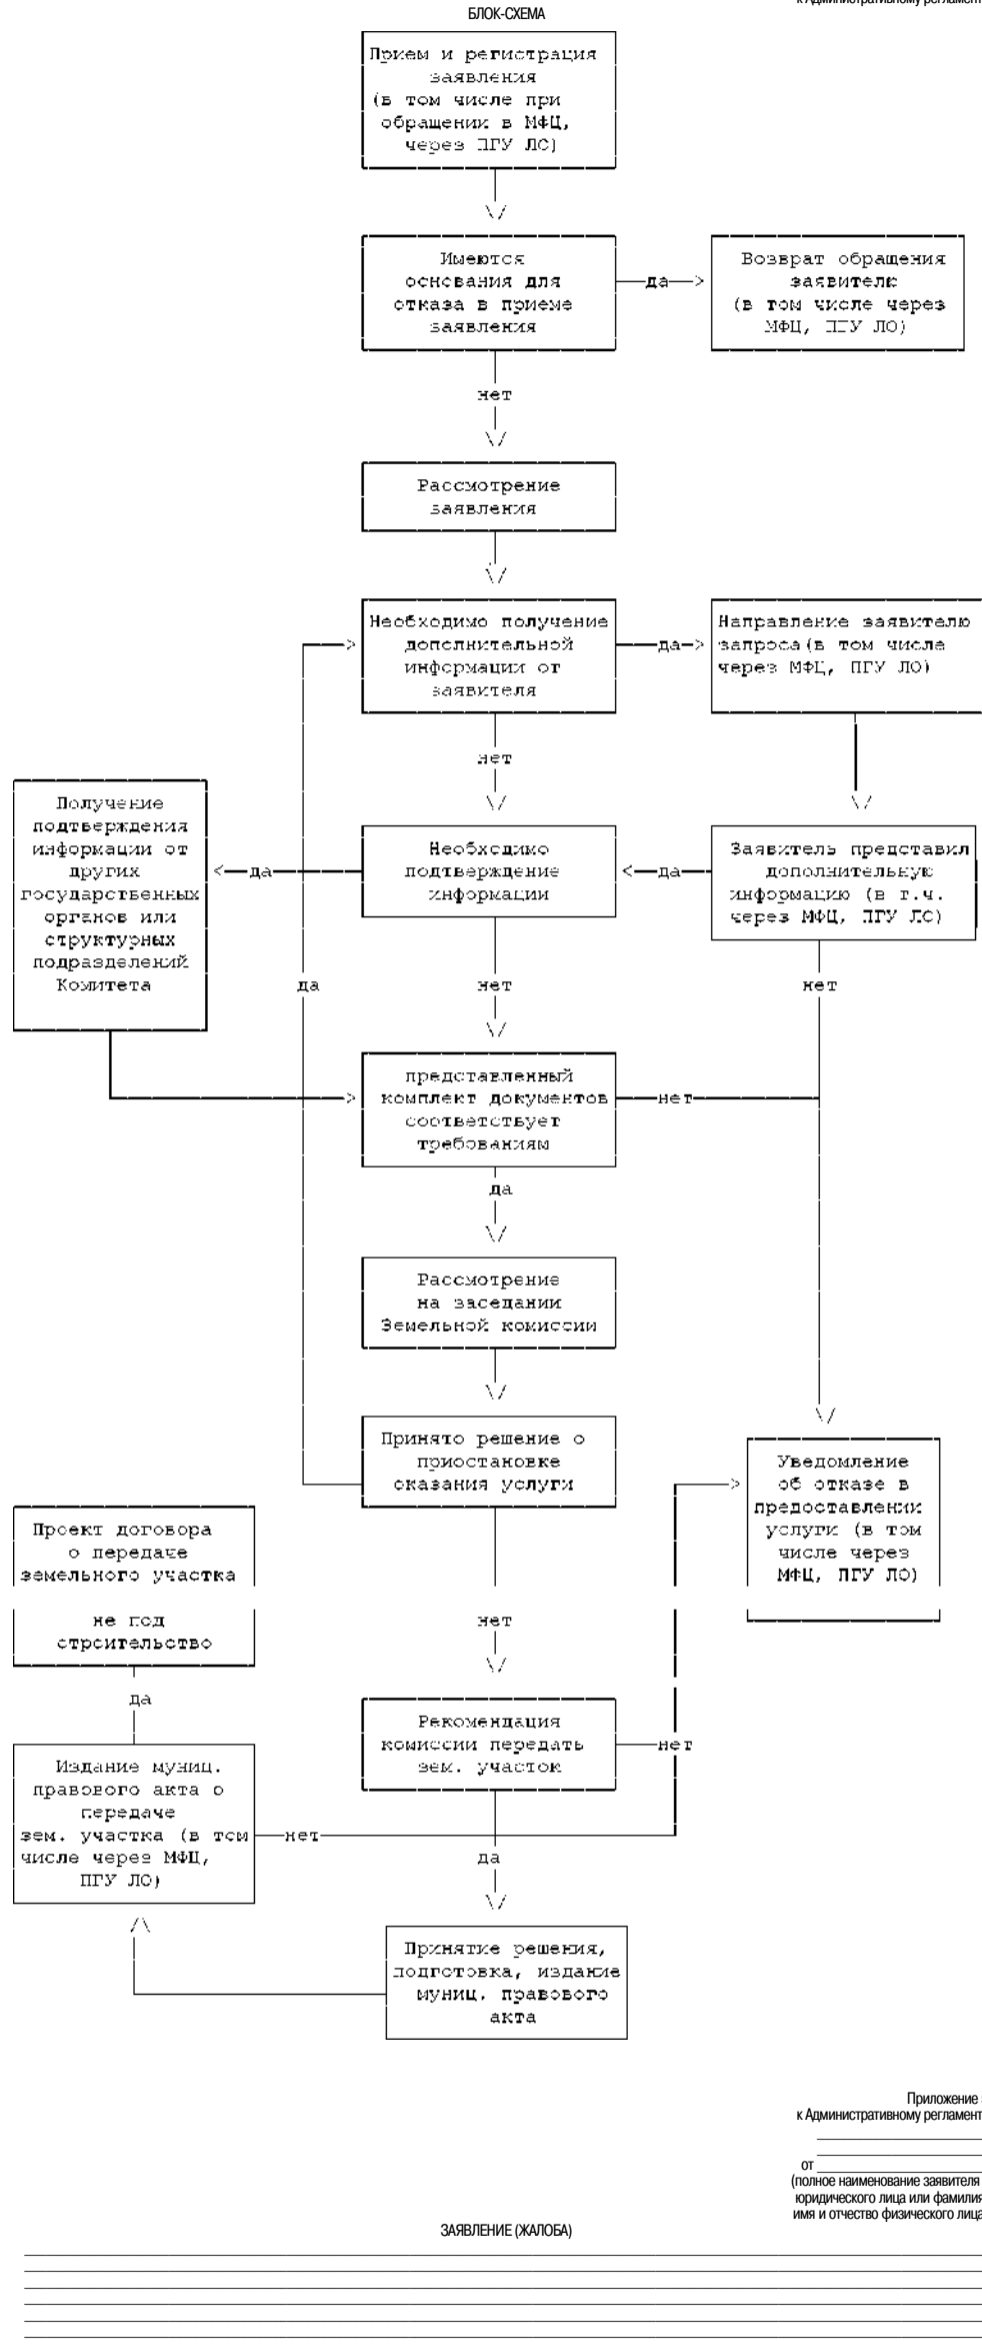 к Административному регламент
БЛОК-СХЕМА
Прием и регистрация
заявления
(в том числе при
обращении в МФЦ,
через ПГУ ЛО)
Имеются
основания для
отказа в приеме
заявления
да
Возврат обращения
заявителю
(в том числе через
МФЦ, ПГУ ЛО)
нет
Рассмотрение
заявления
Необходимо получение
дополнительной
информации от
заявителя
да
Направление заявителю
запроса(в том числе
через МФЦ, ПГУ ЛО)
нет
Получение
подтверждения
информации от
других
государственных
органов или
структурных
подразделений
Комитета
да
Необходимо
подтверждение
информации
да
Заявитель представил
дополнительную
информацию (в т.ч.
через МФЦ, ПГУ ЛО)
да
нет
нет
представленный
комплект документов
соответствует
требованиям
нет
да
Рассмотрение
на заседании
Земельной комиссии
Принято решение о
приостановке
оказания услуги
Уведомление
об отказе в
предоставлении
услуги (в том
числе через
МФЦ, ПГУ ЛО)
Проект договора
о передаче
земельного участка
не под
строительство
нет
да
Рекомендация
комиссии передать
зем. участок
нет
Издание муниц.
правового акта о
передаче
зем. участка (в том
числе через МФЦ,
ПГУ ЛО)
нет
да
Принятие решения,
подготовка, издание
муниц. правового
акта
Приложение
к Административному регламент
от
(полное наименование заявителя
юридического лица или фамилия
имя и отчество физического лица
ЗАЯВЛЕНИЕ (ЖАЛОБА)